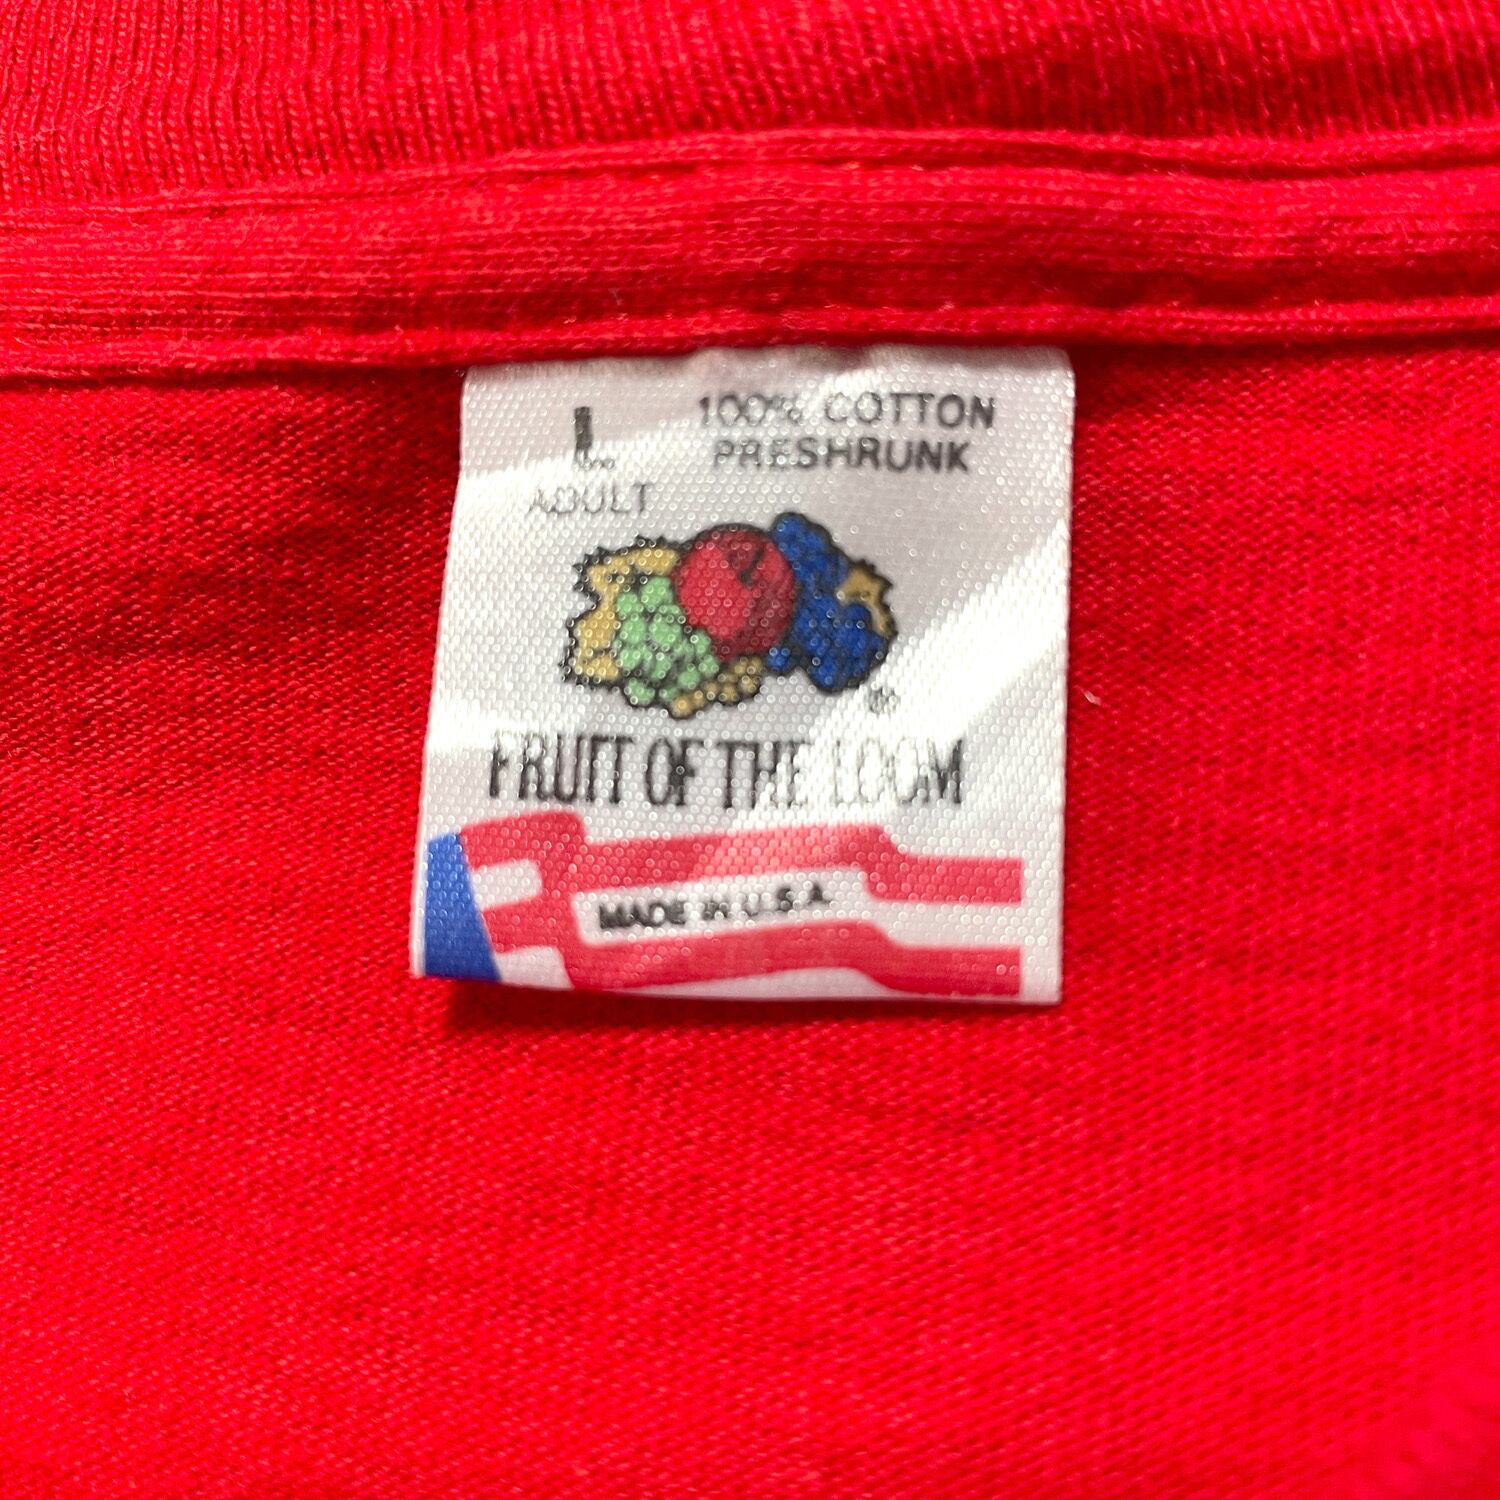 L
ADULT
100% COTTON
PRESHRUNK
®
FRUIT OF THE LOOM
MADE IN U.S.A.